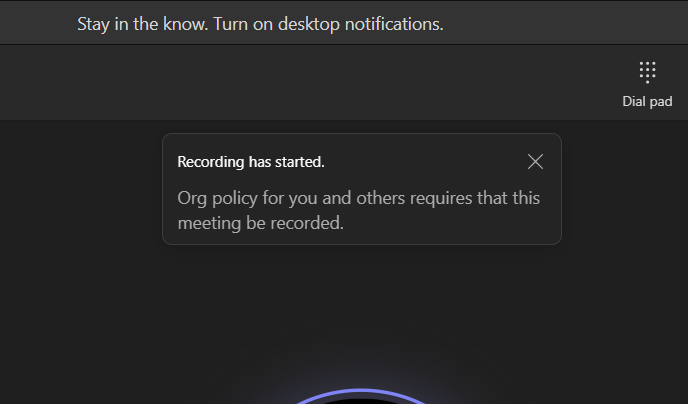 Stay in the know. Turn on desktop notifications.
Dial pad
Recording has started.
Org policy for you and others requires that this
meeting be recorded.